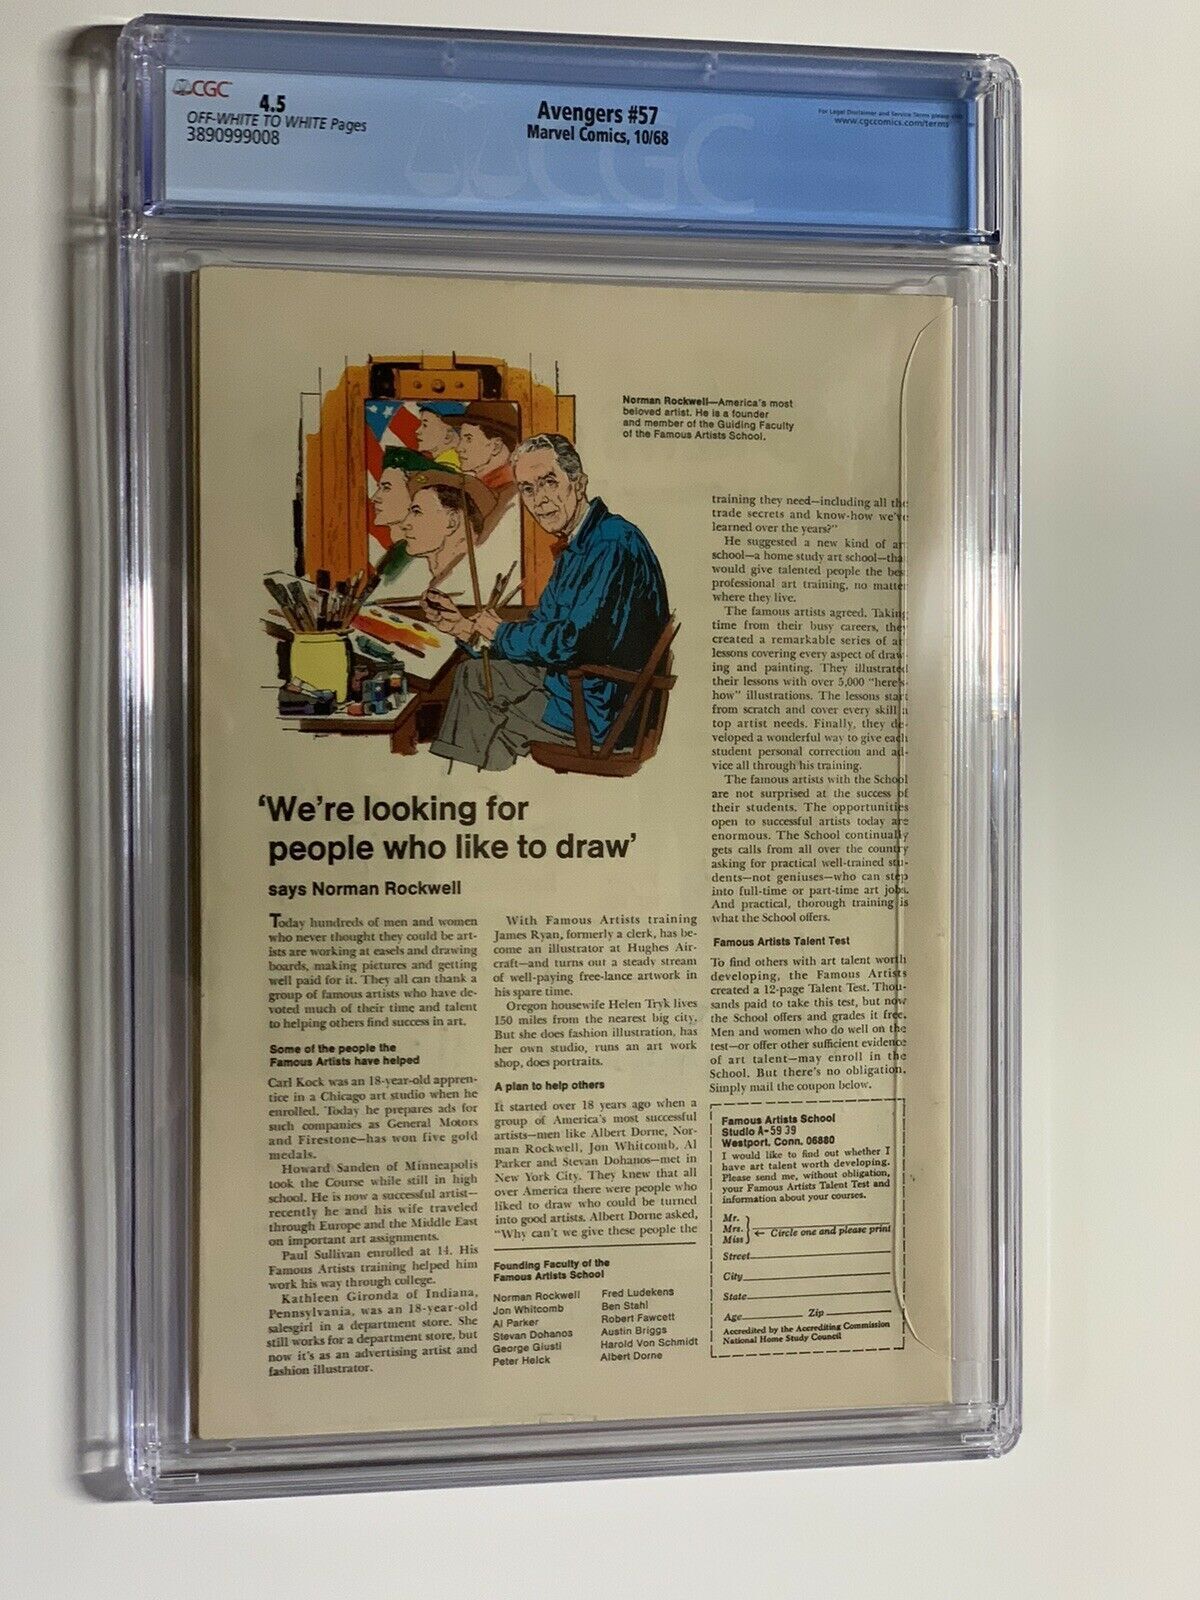 CGC
4.5
OFF-WHITE TO WHITE Pages
3890999008
Avengers #57
Marvel Comics, 10/68
For Legal Disclaimer and Service Terms please
www.cgccomics.com/terms
CGC
Norman Rockwell—America's most
beloved artist. He is a founder
and member of the Guiding Faculty
of the Famous Artists School.
'We're looking for
people who like to draw'
says Norman Rockwell
Today hundreds of men and women
who never thought they could be art-
ists are working at easels and drawing
boards, making pictures and getting
well paid for it. They all can thank a
group of famous artists who have de-
voted much of their time and talent
to helping others find success in art.
Some of the people the
Famous Artists have helped
Carl Kock was an 18-year-old appren-
tice in a Chicago art studio when he
enrolled. Today he prepares ads for
such companies as General Motors
and Firestone—has won five gold
medals.
Howard Sanden of Minneapolis
took the Course while still in high
school. He is now a successful artist—
recently he and his wife traveled
through Europe and the Middle East
on important art assignments.
Paul Sullivan enrolled at 14. His
Famous Artists training helped him
work his way through college.
Kathleen Gironda of Indiana,
Pennsylvania, was an 18-year-old
salesgirl in a department store. She
still works for a department store, but
now it's as an advertising artist and
fashion illustrator.
With Famous Artists training
James Ryan, formerly a clerk, has be-
come an illustrator at Hughes Air-
craft—and turns out a steady stream
of well-paying free-lance artwork in
his spare time.
Oregon housewife Helen Tryk lives
150 miles from the nearest big city.
But she does fashion illustration, has
her own studio, runs an art work
shop, does portraits.
A plan to help others
It started over 18 years ago when a
group of America's most successful
artists—men like Albert Dorne, Nor-
man Rockwell, Jon Whitcomb, Al
Parker and Stevan Dohanos—met in
New York City. They knew that all
over America there were people who
liked to draw who could be turned
into good artists. Albert Dorne asked,
"Why can't we give these people the
Founding Faculty of the
Famous Artists School
Norman Rockwell
Jon Whitcomb
Al Parker
Stevan Dohanos
George Giusti
Peter Helck
Fred Ludekens
Ben Stahl
Robert Fawcett
Austin Briggs
Harold Von Schmidt
Albert Dorne
training they need—including all the
trade secrets and know-how we've
learned over the years?"
He suggested a new kind of art
school—a home study art school—that
would give talented people the best
professional art training, no matter
where they live.
The famous artists agreed. Taking
time from their busy careers, they
created a remarkable series of art
lessons covering every aspect of draw-
ing and painting. They illustrated
their lessons with over 5,000 "here's-
how" illustrations. The lessons start
from scratch and cover every skill a
top artist needs. Finally, they de-
veloped a wonderful way to give each
student personal correction and ad-
vice all through his training.
The famous artists with the School
are not surprised at the success of
their students. The opportunities
open to successful artists today are
enormous. The School continually
gets calls from all over the country
asking for practical well-trained stu-
dents—not geniuses—who can step
into full-time or part-time art jobs.
And practical, thorough training is
what the School offers.
Famous Artists Talent Test
To find others with art talent worth
developing, the Famous Artists
created a 12-page Talent Test. Thou-
sands paid to take this test, but now
the School offers and grades it free.
Men and women who do well on the
test—or offer other sufficient evidence
of art talent—may enroll in the
School. But there's no obligation.
Simply mail the coupon below.
Famous Artists School
Studio A-5939
Westport, Conn. 06880
I would like to find out whether I
have art talent worth developing.
Please send me, without obligation,
your Famous Artists Talent Test and
information about your courses.
Mr.
Mrs. ← Circle one and please print
Miss
Street
City
State
Age Zip
Accredited by the Accrediting Commission
National Home Study Council